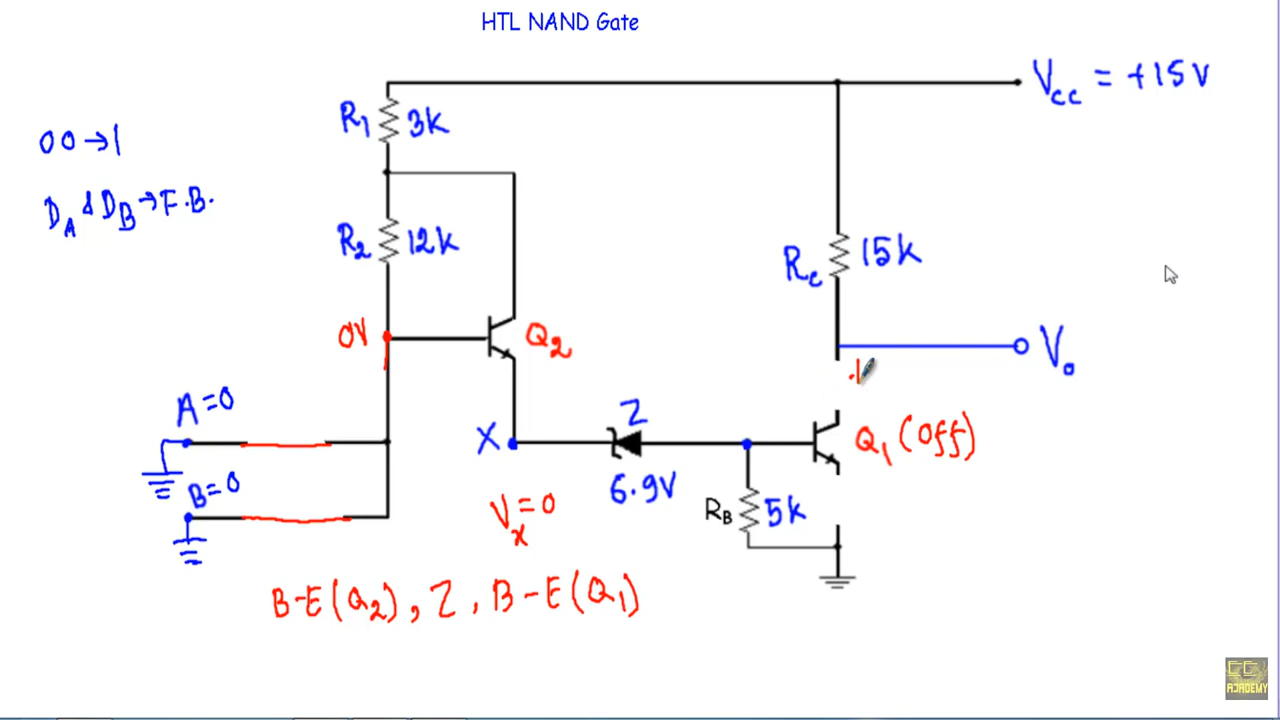 HTL NAND Gate
Vcc = +15V
R1 3k
00→1
DA & DB → F.B.
R2 12k
Rc 15k
0V
Q2
Vo
A=0
X
Z
Q1 (Off)
B=0
6.9V
Vx = 0
RB 5k
B-E(Q2), Z, B-E(Q1)